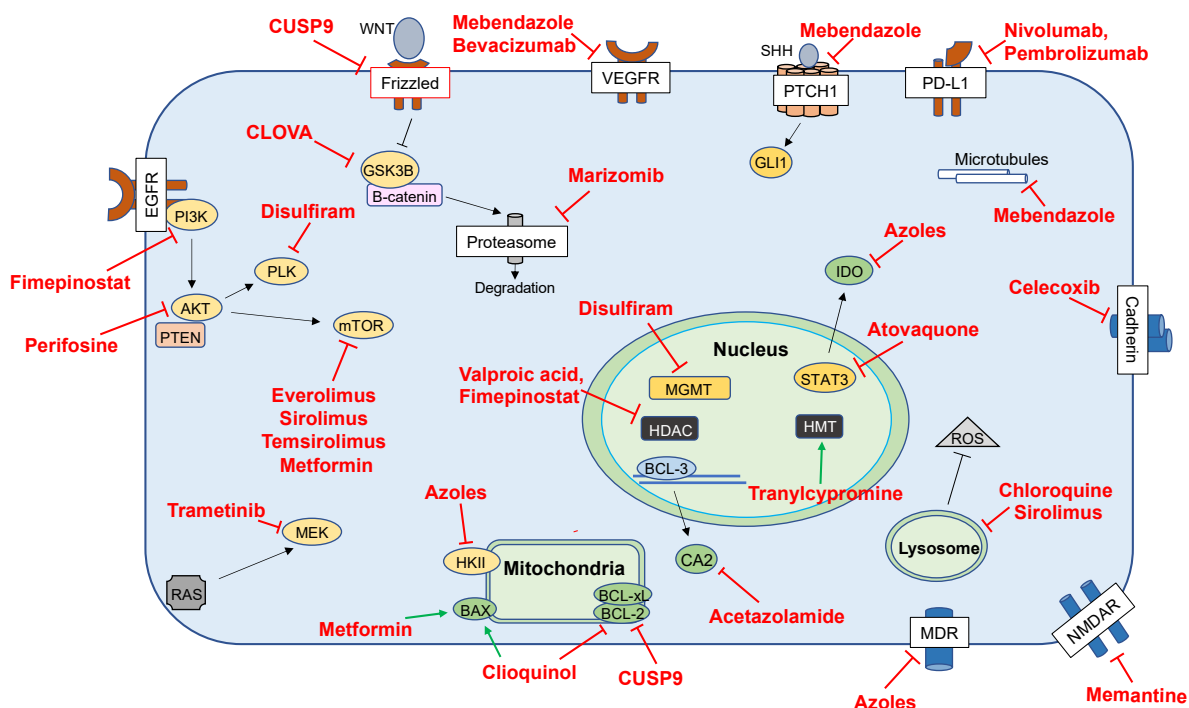 CUSP9
WNT
Frizzled
Mebendazole
Bevacizumab
VEGFR
SHH
Mebendazole
PTCH1
Nivolumab,
Pembrolizumab
PD-L1
CLOVA
GSK3B
B-catenin
GLI1
Microtubules
Mebendazole
EGFR
PI3K
Disulfiram
Marizomib
Proteasome
Degradation
Azoles
IDO
Fimepinostat
PLK
AKT
PTEN
Perifosine
mTOR
Celecoxib
Cadherin
Disulfiram
Nucleus
Atovaquone
STAT3
Valproic acid,
Fimepinostat
MGMT
HDAC
HMT
BCL-3
Tranylcypromine
Everolimus
Sirolimus
Temsirolimus
Metformin
ROS
Chloroquine
Sirolimus
Lysosome
Trametinib
MEK
RAS
Azoles
HKII
Mitochondria
BAX
BCL-xL
BCL-2
CA2
Metformin
Clioquinol
CUSP9
Acetazolamide
MDR
Azoles
NMDAR
Memantine